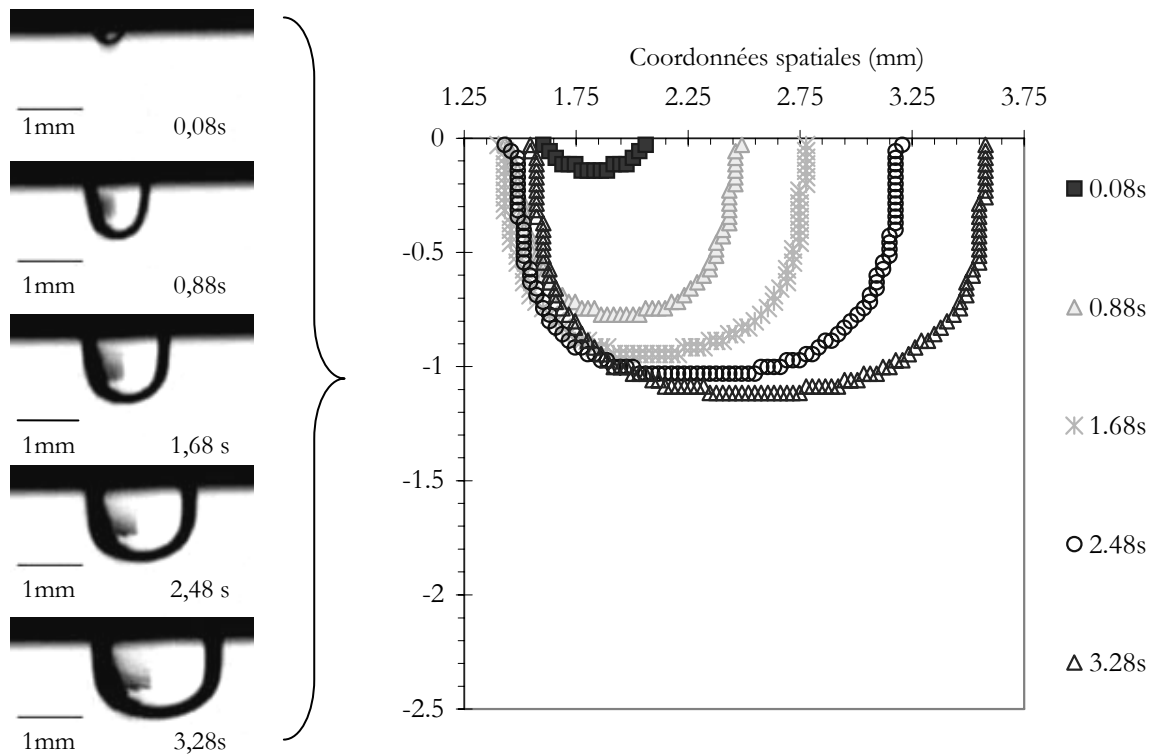 1mm 0,08s
1mm 0,88s
1mm 1,68 s
1mm 2,48 s
1mm 3,28s
Coordonnées spatiales (mm)
1.25 1.75 2.25 2.75 3.25 3.75
0
-0.5
-1
-1.5
-2
-2.5
0.08s
0.88s
1.68s
2.48s
3.28s